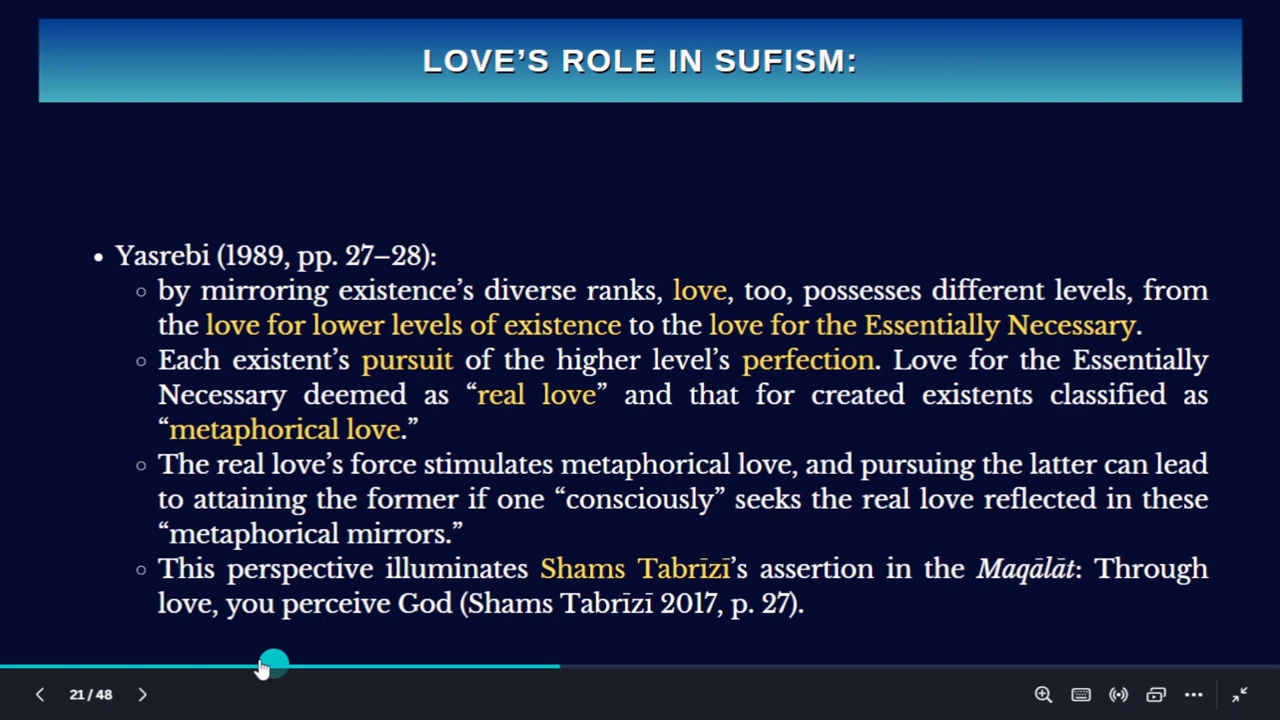 LOVE’S ROLE IN SUFISM:
• Yasrebi (1989, pp. 27–28):
○ by mirroring existence’s diverse ranks, love, too, possesses different levels, from
the love for lower levels of existence to the love for the Essentially Necessary.
○ Each existent’s pursuit of the higher level’s perfection. Love for the Essentially
Necessary deemed as “real love” and that for created existents classified as
“metaphorical love.”
○ The real love’s force stimulates metaphorical love, and pursuing the latter can lead
to attaining the former if one “consciously” seeks the real love reflected in these
“metaphorical mirrors.”
○ This perspective illuminates Shams Tabrīzī’s assertion in the Maqālāt: Through
love, you perceive God (Shams Tabrīzī 2017, p. 27).
21 / 48